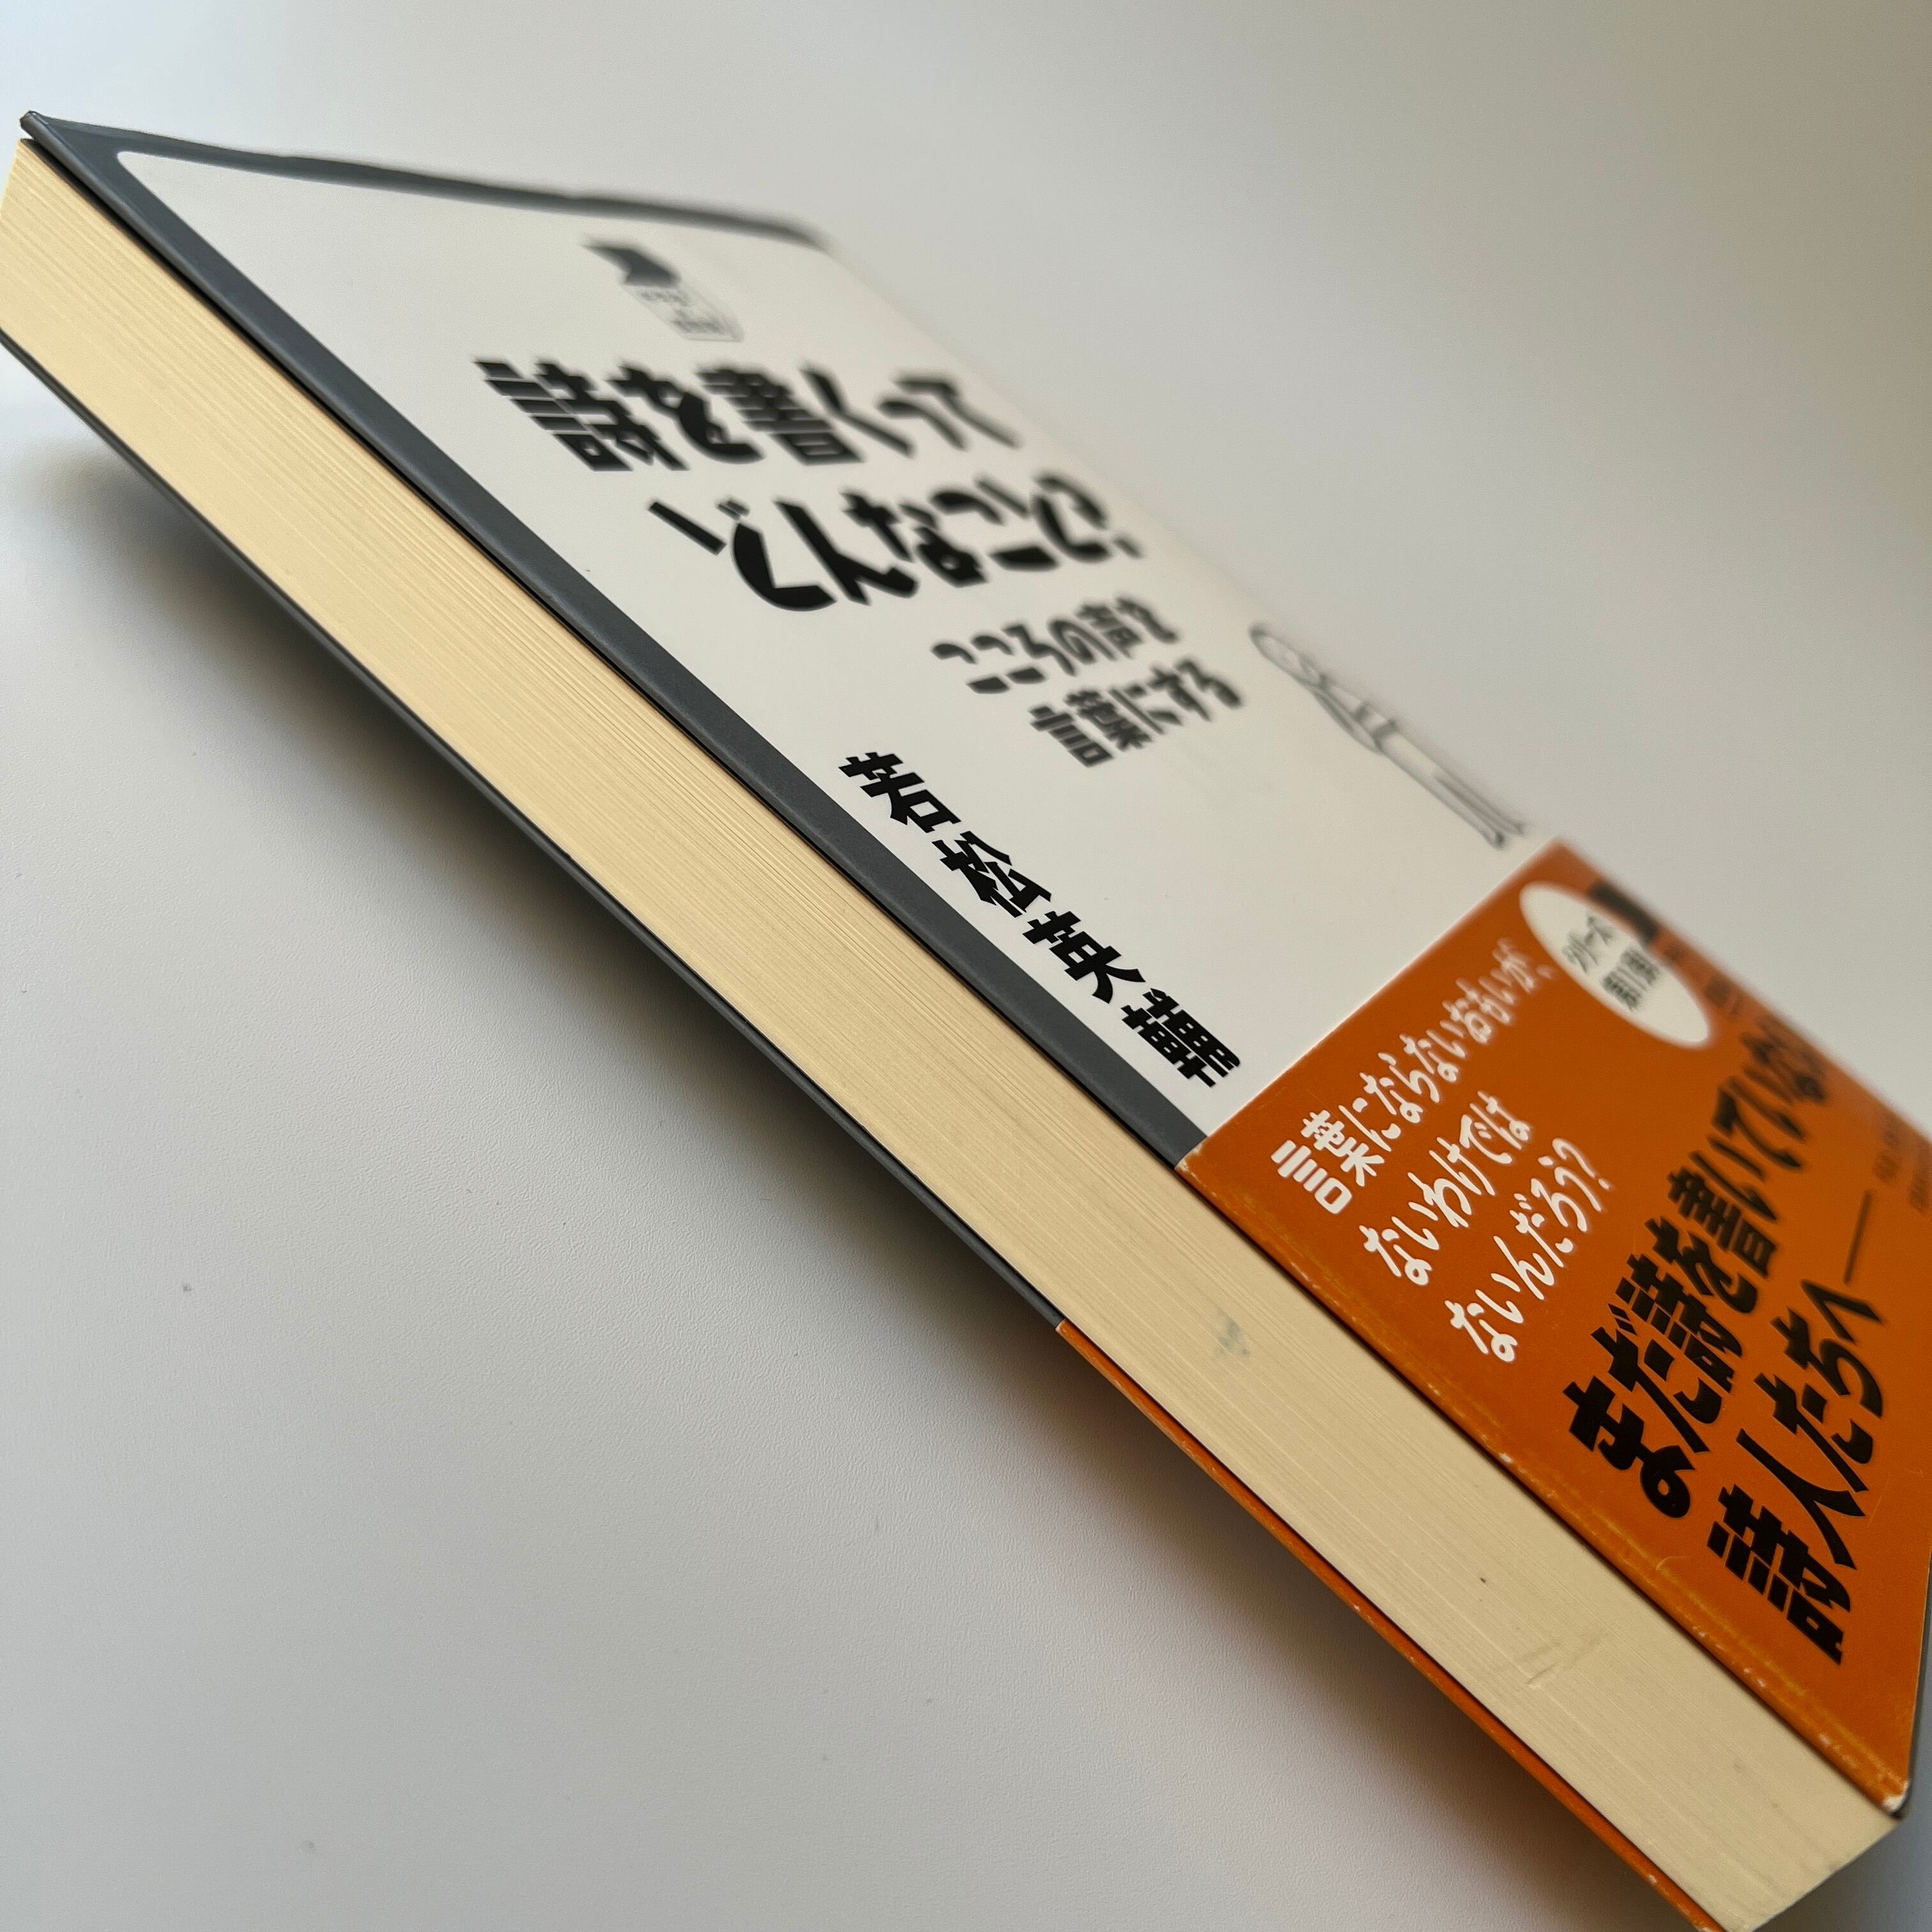 詩を書くって
どんなこと?
こころの声を
言葉にする
若松英輔
シリーズ
創刊
言葉にならないおもいが、
ないわけでは
ないんだろう?
まだ詩を書いていない
詩人たちへ——